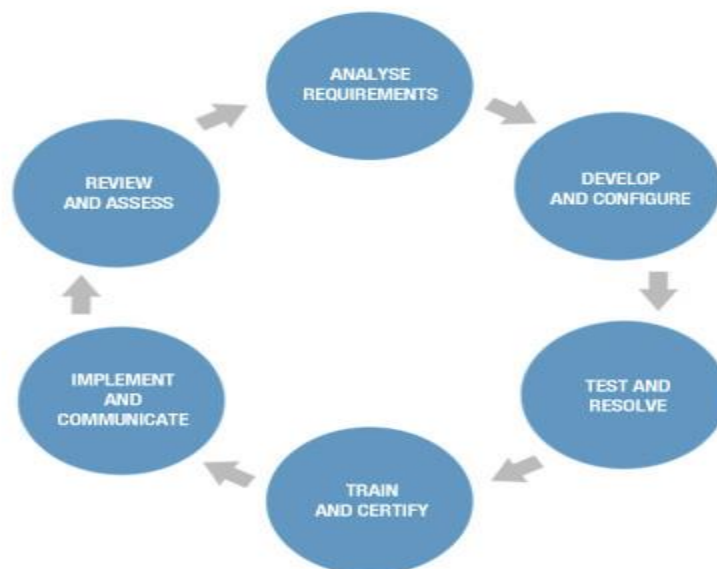 ANALYSE
REQUIREMENTS
DEVELOP
AND CONFIGURE
TEST AND
RESOLVE
TRAIN
AND CERTIFY
IMPLEMENT
AND
COMMUNICATE
REVIEW
AND ASSESS